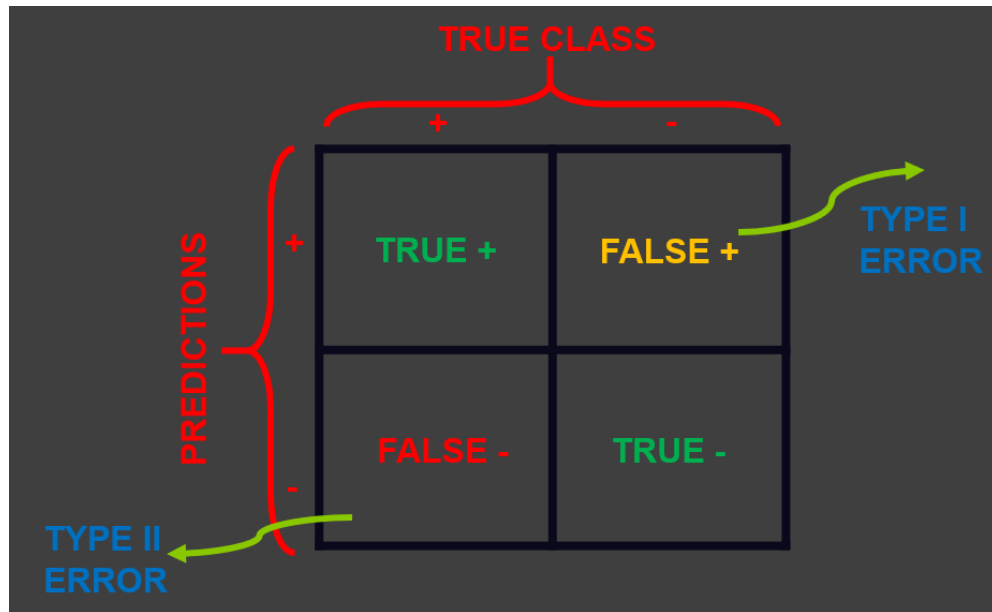 TRUE CLASS
+ -
PREDICTIONS
+
TRUE +
FALSE +
TYPE I
ERROR
-
FALSE -
TRUE -
TYPE II
ERROR